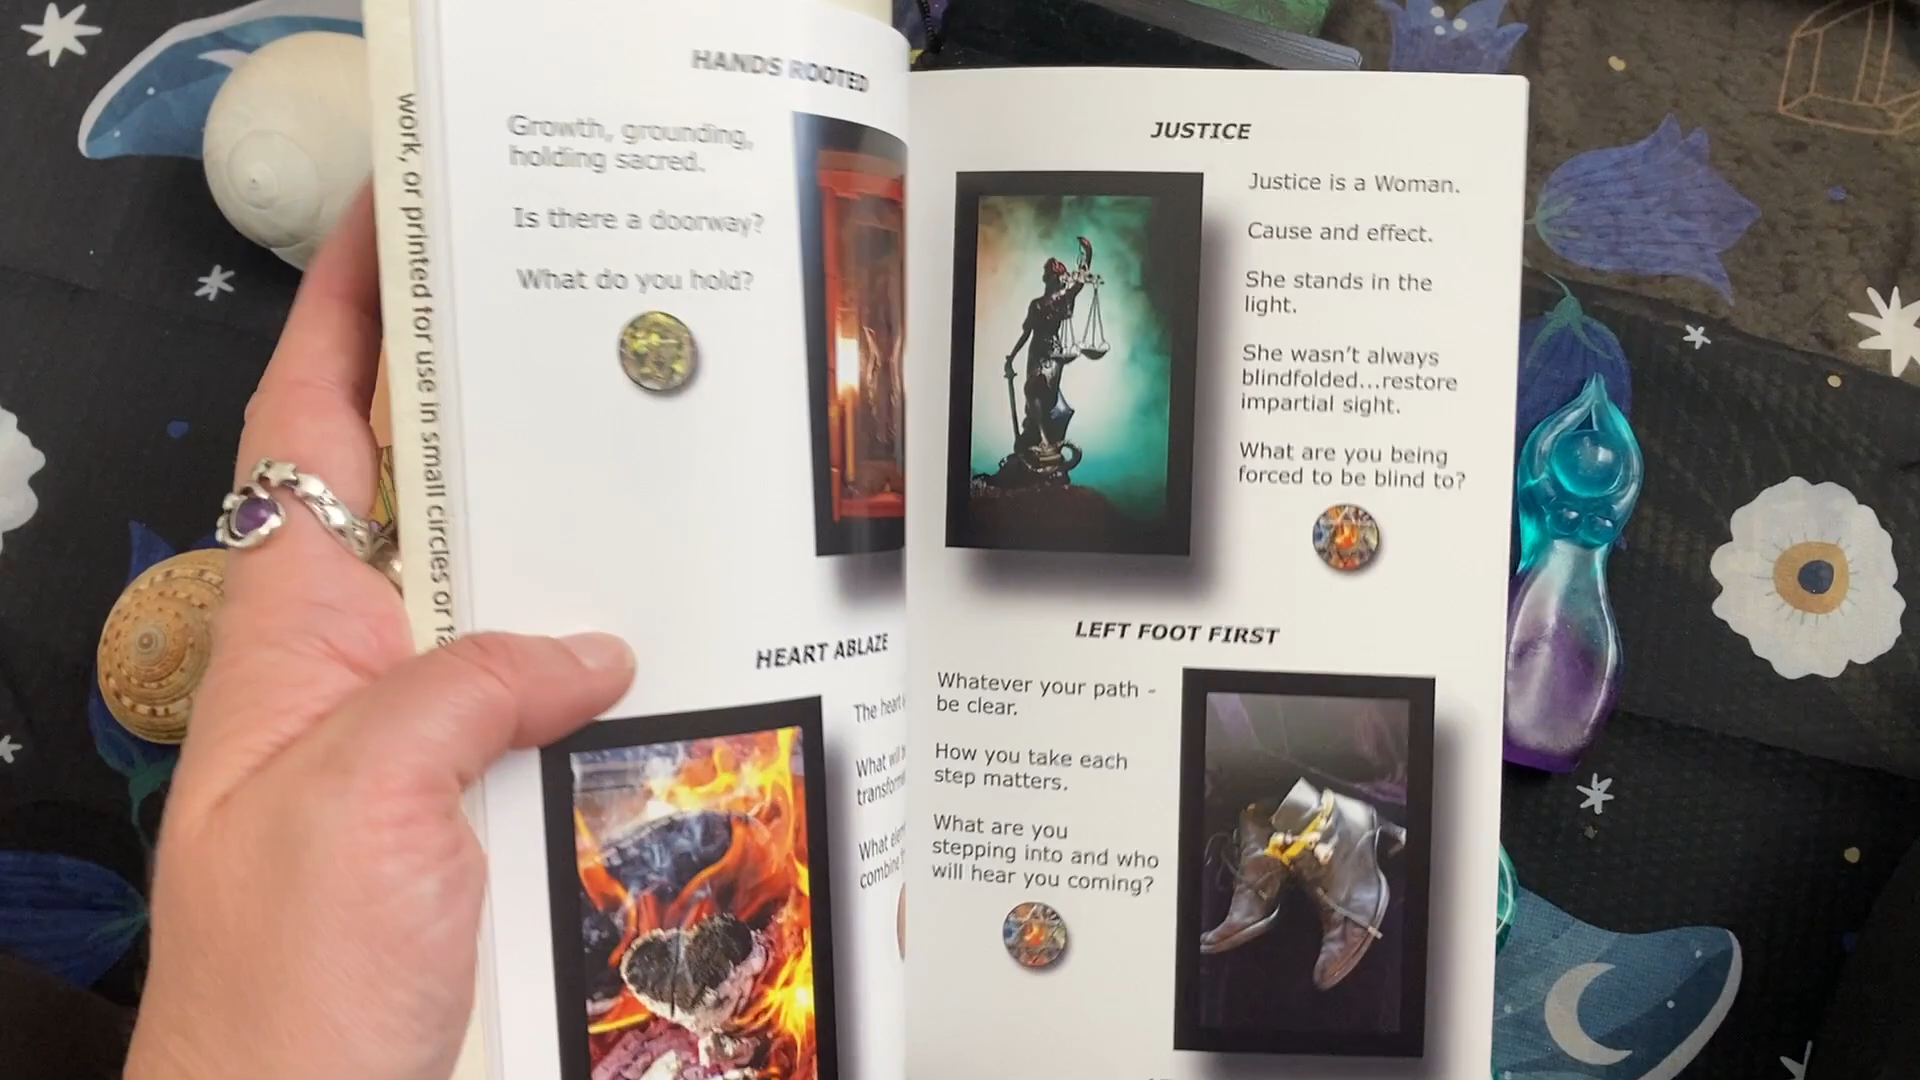 work, or printed for use in small circles or
HANDS ROOTED
Growth, grounding,
holding sacred.
Is there a doorway?
What do you hold?
HEART ABLAZE
The heart
What will
What
combine
JUSTICE
Justice is a Woman.
Cause and effect.
She stands in the
light.
She wasn't always
blindfolded...restore
impartial sight.
What are you being
forced to be blind to?
LEFT FOOT FIRST
Whatever your path -
be clear.
How you take each
step matters.
What are you
stepping into and who
will hear you coming?